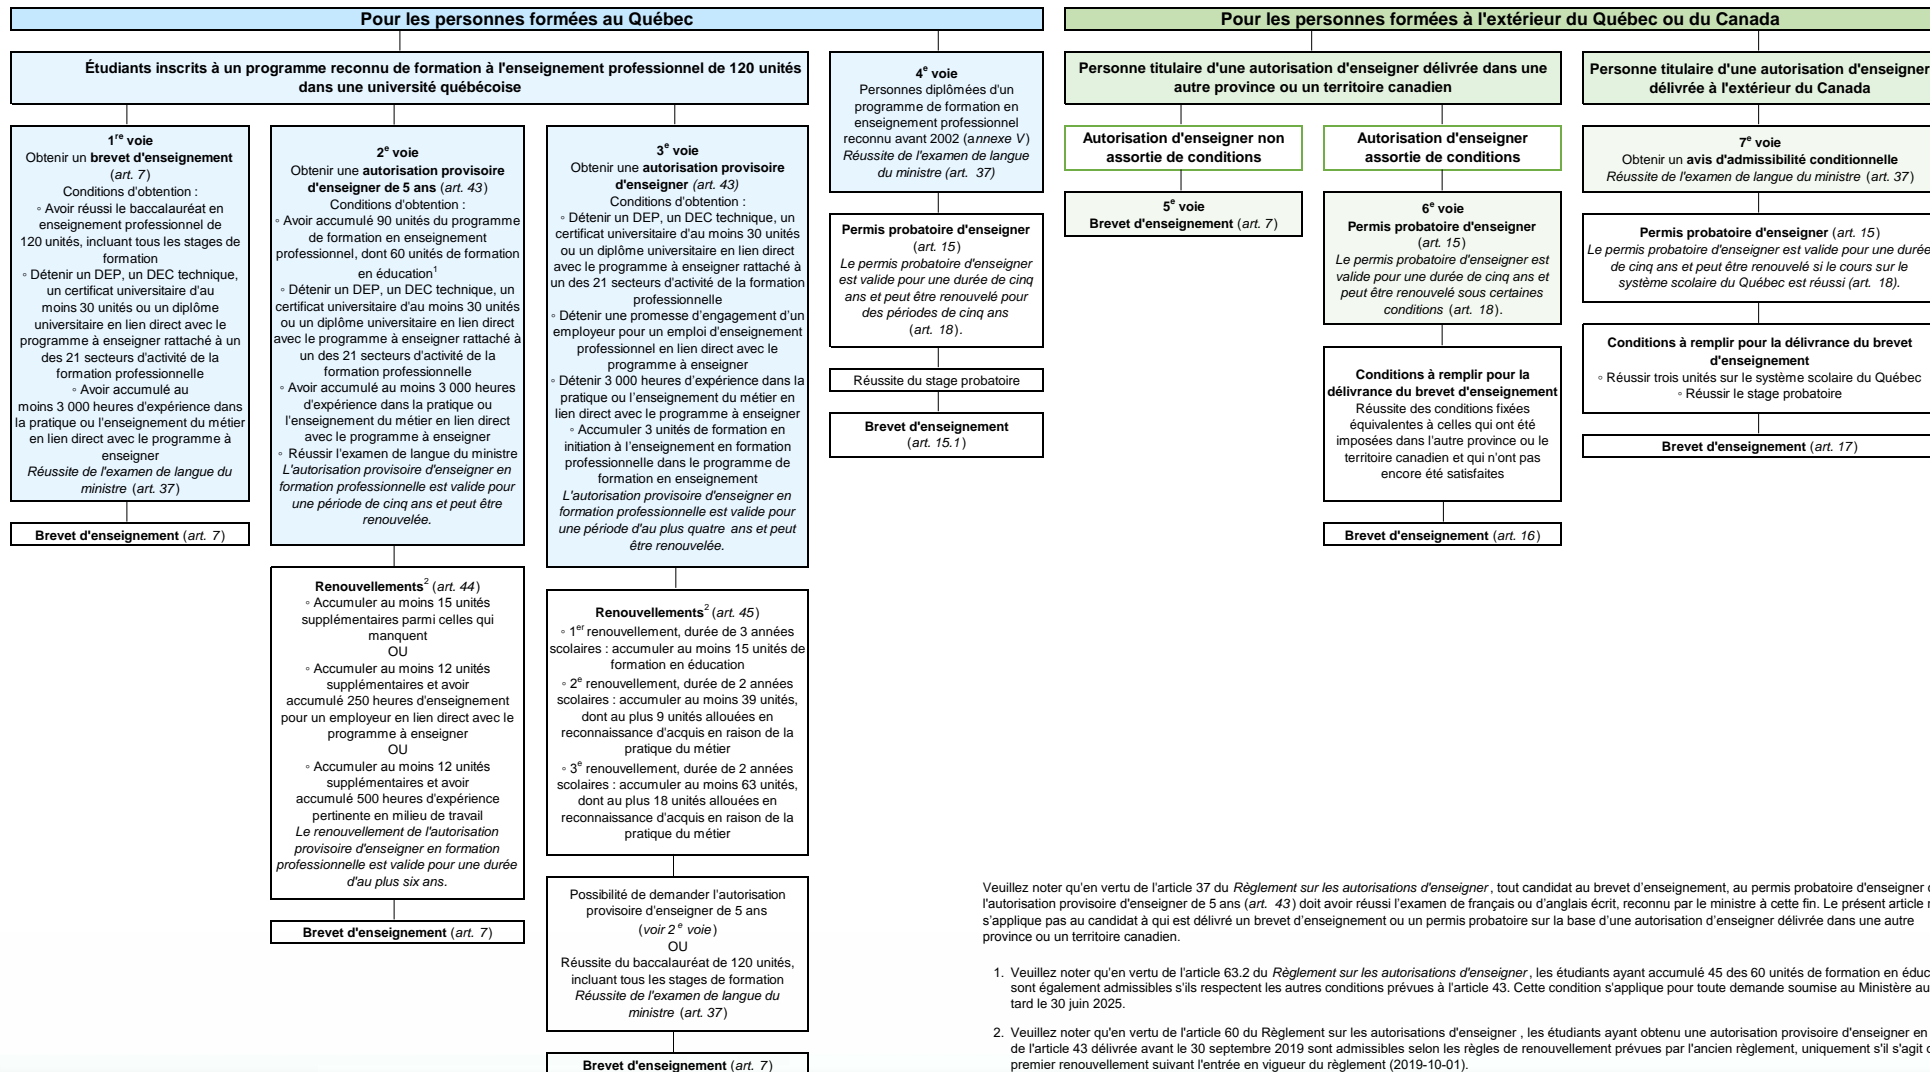 Pour les personnes formées au Québec
Étudiants inscrits à un programme reconnu de formation à l'enseignement professionnel de 120 unités
dans une université québécoise
1re voie
Obtenir un brevet d'enseignement
(art. 7)
Conditions d'obtention :
◦ Avoir réussi le baccalauréat en
enseignement professionnel de
120 unités, incluant tous les stages de
formation
◦ Détenir un DEP, un DEC technique,
un certificat universitaire d'au
moins 30 unités ou un diplôme
universitaire en lien direct avec le
programme à enseigner rattaché à un
des 21 secteurs d'activité de la
formation professionnelle
◦ Avoir accumulé au
moins 3 000 heures d'expérience dans
la pratique ou l'enseignement du métier
en lien direct avec le programme à
enseigner
Réussite de l'examen de langue du
ministre (art. 37)
Brevet d'enseignement (art. 7)
2e voie
Obtenir une autorisation provisoire
d'enseigner de 5 ans (art. 43)
Conditions d'obtention :
◦ Avoir accumulé 90 unités du programme
de formation en enseignement
professionnel, dont 60 unités de formation
en éducation1
◦ Détenir un DEP, un DEC technique, un
certificat universitaire d'au moins 30 unités
ou un diplôme universitaire en lien direct
avec le programme à enseigner rattaché à
un des 21 secteurs d'activité de la
formation professionnelle
◦ Avoir accumulé au moins 3 000 heures
d'expérience dans la pratique ou
l'enseignement du métier en lien direct
avec le programme à enseigner
◦ Réussir l'examen de langue du ministre
L'autorisation provisoire d'enseigner en
formation professionnelle est valide pour
une période de cinq ans et peut être
renouvelée.
Renouvellements2 (art. 44)
◦ Accumuler au moins 15 unités
supplémentaires parmi celles qui
manquent
OU
◦ Accumuler au moins 12 unités
supplémentaires et avoir
accumulé 250 heures d'enseignement
pour un employeur en lien direct avec le
programme à enseigner
OU
◦ Accumuler au moins 12 unités
supplémentaires et avoir
accumulé 500 heures d'expérience
pertinente en milieu de travail
Le renouvellement de l'autorisation
provisoire d'enseigner en formation
professionnelle est valide pour une durée
d'au plus six ans.
Brevet d'enseignement (art. 7)
3e voie
Obtenir une autorisation provisoire
d'enseigner (art. 43)
Conditions d'obtention :
◦ Détenir un DEP, un DEC technique, un
certificat universitaire d'au moins 30 unités
ou un diplôme universitaire en lien direct
avec le programme à enseigner rattaché à
un des 21 secteurs d'activité de la formation
professionnelle
◦ Détenir une promesse d'engagement d'un
employeur pour un emploi d'enseignement
professionnel en lien direct avec le
programme à enseigner
◦ Détenir 3 000 heures d'expérience dans la
pratique ou l'enseignement du métier en
lien direct avec le programme à enseigner
◦ Accumuler 3 unités de formation en
initiation à l'enseignement en formation
professionnelle dans le programme de
formation en enseignement
L'autorisation provisoire d'enseigner en
formation professionnelle est valide pour
une période d'au plus quatre ans et peut
être renouvelée.
Renouvellements2 (art. 45)
◦ 1er renouvellement, durée de 3 années
scolaires : accumuler au moins 15 unités de
formation en éducation
◦ 2e renouvellement, durée de 2 années
scolaires : accumuler au moins 39 unités,
dont au plus 9 unités allouées en
reconnaissance d'acquis en raison de la
pratique du métier
◦ 3e renouvellement, durée de 2 années
scolaires : accumuler au moins 63 unités,
dont au plus 18 unités allouées en
reconnaissance d'acquis en raison de la
pratique du métier
Possibilité de demander l'autorisation
provisoire d'enseigner de 5 ans
(voir 2e voie)
OU
Réussite du baccalauréat de 120 unités,
incluant tous les stages de formation
Réussite de l'examen de langue du
ministre (art. 37)
Brevet d'enseignement (art. 7)
4e voie
Personnes diplômées d'un
programme de formation en
enseignement professionnel
reconnu avant 2002 (annexe V)
Réussite de l'examen de langue
du ministre (art. 37)
Permis probatoire d'enseigner
(art. 15)
Le permis probatoire d'enseigner
est valide pour une durée de cinq
ans et peut être renouvelé pour
des périodes de cinq ans
(art. 18).
Réussite du stage probatoire
Brevet d'enseignement
(art. 15.1)
Pour les personnes formées à l'extérieur du Québec ou du Canada
Personne titulaire d'une autorisation d'enseigner délivrée dans une
autre province ou un territoire canadien
Autorisation d'enseigner non
assortie de conditions
5e voie
Brevet d'enseignement (art. 7)
Autorisation d'enseigner
assortie de conditions
6e voie
Permis probatoire d'enseigner
(art. 15)
Le permis probatoire d'enseigner est
valide pour une durée de cinq ans et
peut être renouvelé sous certaines
conditions (art. 18).
Conditions à remplir pour la
délivrance du brevet d'enseignement
Réussite des conditions fixées
équivalentes à celles qui ont été
imposées dans l'autre province ou le
territoire canadien et qui n'ont pas
encore été satisfaites
Brevet d'enseignement (art. 16)
Personne titulaire d'une autorisation d'enseigner
délivrée à l'extérieur du Canada
7e voie
Obtenir un avis d'admissibilité conditionnelle
Réussite de l'examen de langue du ministre (art. 37)
Permis probatoire d'enseigner (art. 15)
Le permis probatoire d'enseigner est valide pour une durée
de cinq ans et peut être renouvelé si le cours sur le
système scolaire du Québec est réussi (art. 18).
Conditions à remplir pour la délivrance du brevet
d'enseignement
◦ Réussir trois unités sur le système scolaire du Québec
◦ Réussir le stage probatoire
Brevet d'enseignement (art. 17)
Veuillez noter qu'en vertu de l'article 37 du Règlement sur les autorisations d'enseigner, tout candidat au brevet d'enseignement, au permis probatoire d'enseigner
l'autorisation provisoire d'enseigner de 5 ans (art. 43) doit avoir réussi l'examen de français ou d'anglais écrit, reconnu par le ministre à cette fin. Le présent article
s'applique pas au candidat à qui est délivré un brevet d'enseignement ou un permis probatoire sur la base d'une autorisation d'enseigner délivrée dans une autre
province ou un territoire canadien.
1. Veuillez noter qu'en vertu de l'article 63.2 du Règlement sur les autorisations d'enseigner, les étudiants ayant accumulé 45 des 60 unités de formation en éduc
sont également admissibles s'ils respectent les autres conditions prévues à l'article 43. Cette condition s'applique pour toute demande soumise au Ministère au
tard le 30 juin 2025.
2. Veuillez noter qu'en vertu de l'article 60 du Règlement sur les autorisations d'enseigner , les étudiants ayant obtenu une autorisation provisoire d'enseigner en
de l'article 43 délivrée avant le 30 septembre 2019 sont admissibles selon les règles de renouvellement prévues par l'ancien règlement, uniquement s'il s'agit
premier renouvellement suivant l'entrée en vigueur du règlement (2019-10-01).